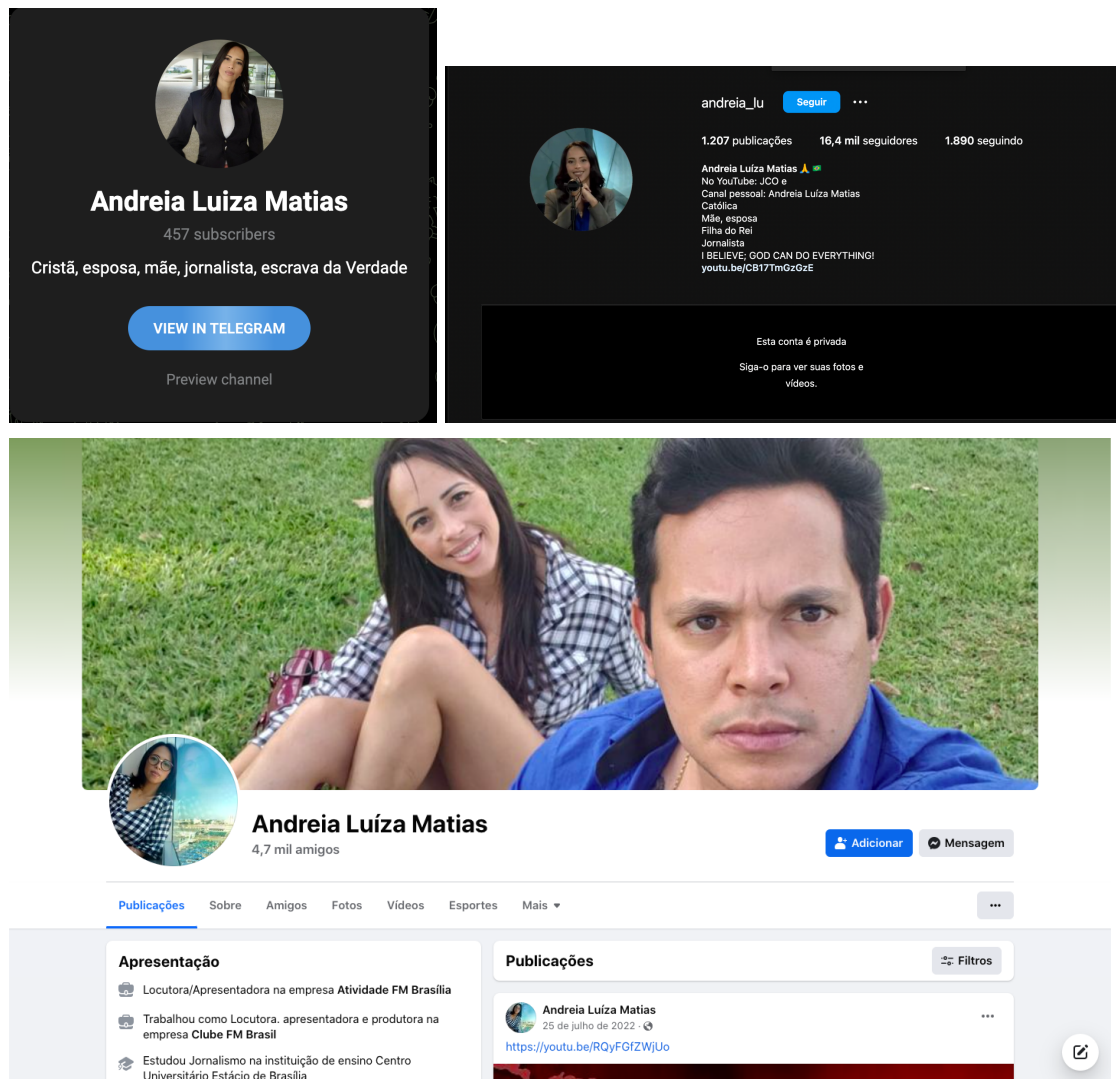 Andreia Luiza Matias
457 subscribers
Cristã, esposa, mãe, jornalista, escrava da Verdade
VIEW IN TELEGRAM
Preview channel
andreia_lu
Seguir
1.207 publicações 16,4 mil seguidores 1.890 seguindo
Andreia Luíza Matias 🙏 🇧🇷
No YouTube: JCO e
Canal pessoal: Andreia Luíza Matias
Católica
Mãe, esposa
Filha do Rei
Jornalista
I BELIEVE; GOD CAN DO EVERYTHING!
youtu.be/CB17TmGzGzE
Esta conta é privada
Siga-o para ver suas fotos e
vídeos.
Andreia Luíza Matias
4,7 mil amigos
Adicionar
Mensagem
Publicações Sobre Amigos Fotos Vídeos Esportes Mais
Apresentação
Locutora/Apresentadora na empresa Atividade FM Brasília
Trabalhou como Locutora. apresentadora e produtora na
empresa Clube FM Brasil
Estudou Jornalismo na instituição de ensino Centro
Universitário Estácio de Brasília
Publicações
Filtros
Andreia Luíza Matias
25 de julho de 2022 ·
https://youtu.be/RQyFGfZWjUo